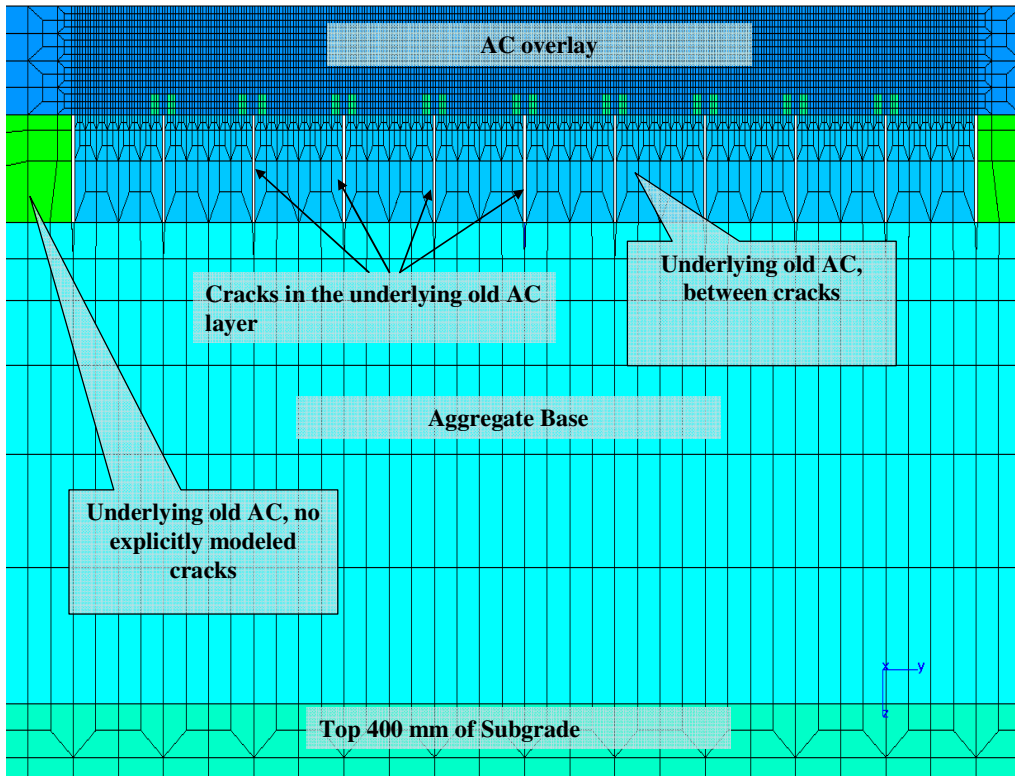 AC overlay
Cracks in the underlying old AC
layer
Underlying old AC,
between cracks
Aggregate Base
Underlying old AC, no
explicitly modeled
cracks
x
y
z
Top 400 mm of Subgrade